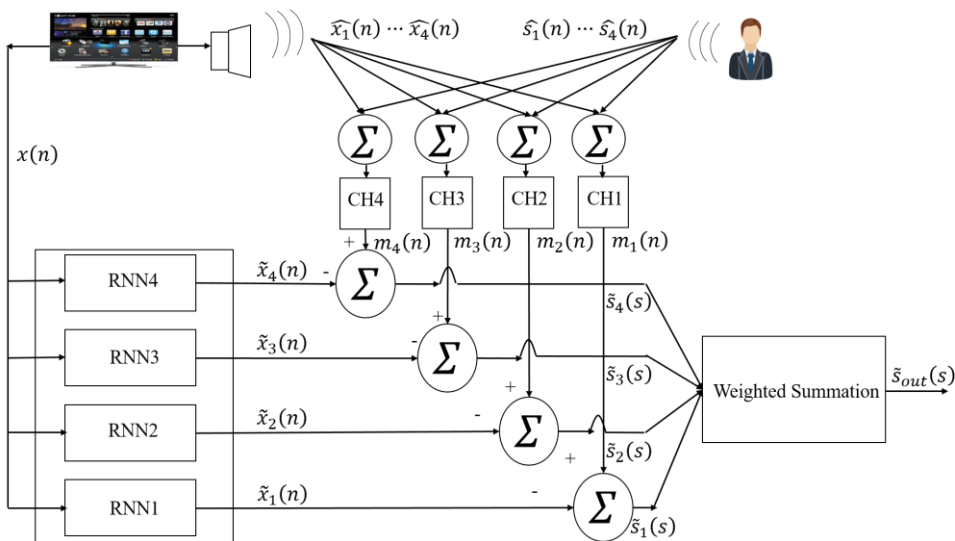 x̂₁(n) ⋯ x̂₄(n) ŝ₁(n) ⋯ ŝ₄(n)
Σ Σ Σ Σ
x(n)
CH4 CH3 CH2 CH1
+ m₄(n) m₃(n) m₂(n) m₁(n)
RNN4 x̃₄(n) - Σ
s̃₄(s)
+
RNN3 x̃₃(n) - Σ
s̃₃(s)
Weighted Summation s̃ₒᵤₜ(s)
+
RNN2 x̃₂(n) - Σ
s̃₂(s)
+
RNN1 x̃₁(n) - Σ
s̃₁(s)